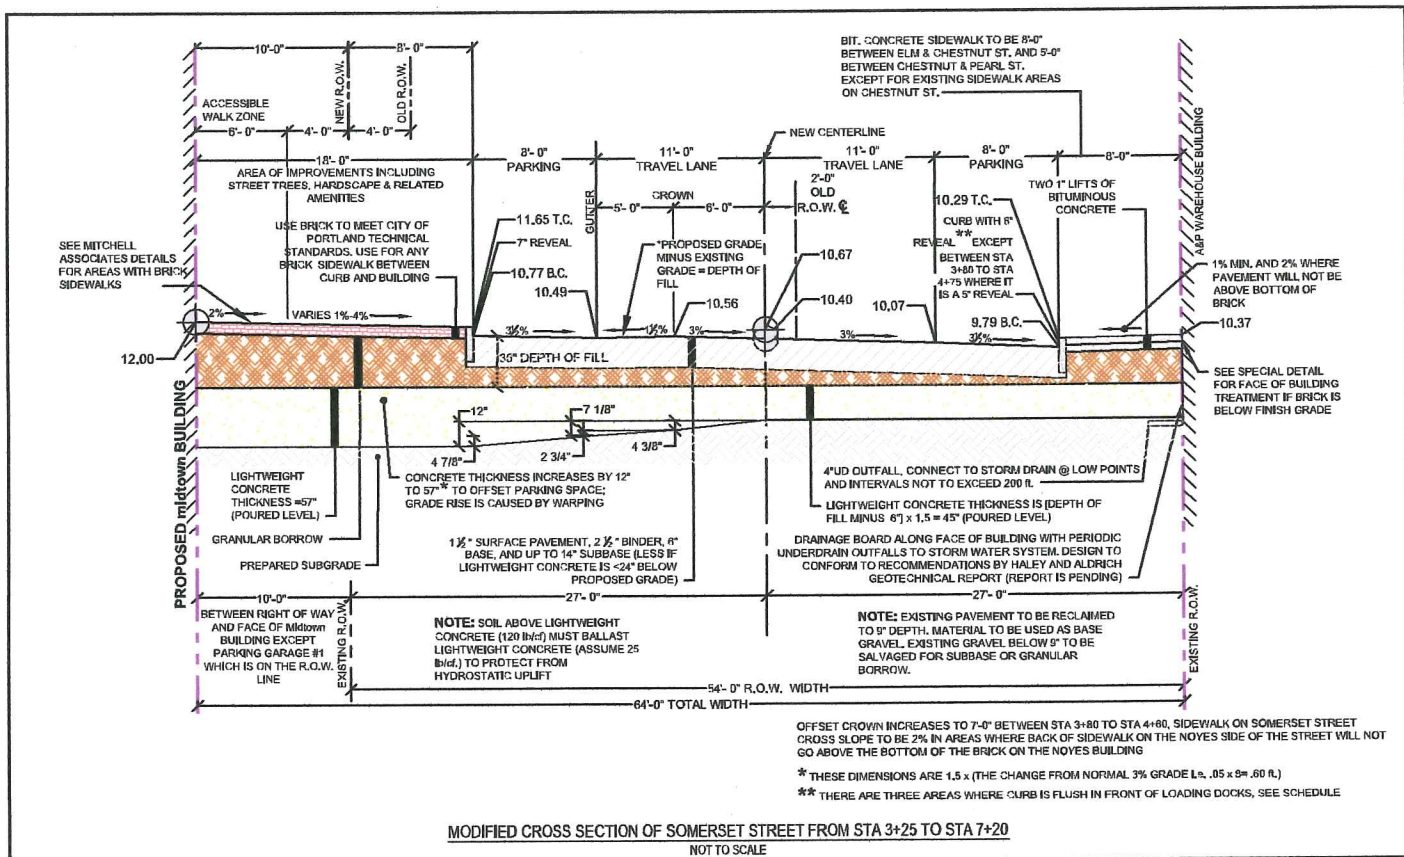 10'-0"
8'- 0"
NEW R.O.W.
OLD R.O.W.
ACCESSIBLE
WALK ZONE
6'- 0"
4'- 0"
4'- 0"
BIT. CONCRETE SIDEWALK TO BE 8'-0"
BETWEEN ELM & CHESTNUT ST. AND 5'-0"
BETWEEN CHESTNUT & PEARL ST.
EXCEPT FOR EXISTING SIDEWALK AREAS
ON CHESTNUT ST.
NEW CENTERLINE
18'- 0"
8'- 0"
PARKING
11'- 0"
TRAVEL LANE
11'- 0"
TRAVEL LANE
8'- 0"
PARKING
8'-0"
A&P WAREHOUSE BUILDING
AREA OF IMPROVEMENTS INCLUDING
STREET TREES, HARDSCAPE & RELATED
AMENITIES
GUTTER
CROWN
5'- 0"
6'- 0"
2'-0"
OLD
R.O.W. ℄
TWO 1" LIFTS OF
BITUMINOUS
CONCRETE
USE BRICK TO MEET CITY OF
PORTLAND TECHNICAL
STANDARDS. USE FOR ANY
BRICK SIDEWALK BETWEEN
CURB AND BUILDING
SEE MITCHELL
ASSOCIATES DETAILS
FOR AREAS WITH BRICK
SIDEWALKS
11.65 T.C.
7" REVEAL
10.77 B.C.
10.49
*PROPOSED GRADE
MINUS EXISTING
GRADE = DEPTH OF
FILL
10.56
10.67
10.40
10.07
10.29 T.C.
CURB WITH 6"
REVEAL ** EXCEPT
BETWEEN STA
3+80 TO STA
4+75 WHERE IT
IS A 5" REVEAL
9.79 B.C.
1% MIN. AND 2% WHERE
PAVEMENT WILL NOT BE
ABOVE BOTTOM OF
BRICK
10.37
2%
VARIES 1%-4%
3½%
1½%
3%
3%
3½%
12.00
36" DEPTH OF FILL
SEE SPECIAL DETAIL
FOR FACE OF BUILDING
TREATMENT IF BRICK IS
BELOW FINISH GRADE
12"
7 1/8"
4 7/8"
2 3/4"
4 3/8"
PROPOSED midtown BUILDING
LIGHTWEIGHT
CONCRETE
THICKNESS =57"
(POURED LEVEL)
GRANULAR BORROW
PREPARED SUBGRADE
CONCRETE THICKNESS INCREASES BY 12"
TO 57"* TO OFFSET PARKING SPACE;
GRADE RISE IS CAUSED BY WARPING
1 ½" SURFACE PAVEMENT, 2 ½" BINDER, 6"
BASE, AND UP TO 14" SUBBASE (LESS IF
LIGHTWEIGHT CONCRETE IS <24" BELOW
PROPOSED GRADE)
4"UD OUTFALL, CONNECT TO STORM DRAIN @ LOW POINTS
AND INTERVALS NOT TO EXCEED 200 ft.
LIGHTWEIGHT CONCRETE THICKNESS IS [DEPTH OF
FILL MINUS 6"] x 1.5 = 45" (POURED LEVEL)
DRAINAGE BOARD ALONG FACE OF BUILDING WITH PERIODIC
UNDERDRAIN OUTFALLS TO STORM WATER SYSTEM. DESIGN TO
CONFORM TO RECOMMENDATIONS BY HALEY AND ALDRICH
GEOTECHNICAL REPORT (REPORT IS PENDING)
10'-0"
27'- 0"
27'- 0"
BETWEEN RIGHT OF WAY
AND FACE OF Midtown
BUILDING EXCEPT
PARKING GARAGE #1
WHICH IS ON THE R.O.W.
LINE
EXISTING R.O.W.
NOTE: SOIL ABOVE LIGHTWEIGHT
CONCRETE (120 lb/cf) MUST BALLAST
LIGHTWEIGHT CONCRETE (ASSUME 25
lb/cf.) TO PROTECT FROM
HYDROSTATIC UPLIFT
NOTE: EXISTING PAVEMENT TO BE RECLAIMED
TO 9" DEPTH. MATERIAL TO BE USED AS BASE
GRAVEL. EXISTING GRAVEL BELOW 9" TO BE
SALVAGED FOR SUBBASE OR GRANULAR
BORROW.
EXISTING R.O.W.
54'- 0" R.O.W. WIDTH
64'-0" TOTAL WIDTH
OFFSET CROWN INCREASES TO 7'-0" BETWEEN STA 3+80 TO STA 4+60, SIDEWALK ON SOMERSET STREET
CROSS SLOPE TO BE 2% IN AREAS WHERE BACK OF SIDEWALK ON THE NOYES SIDE OF THE STREET WILL NOT
GO ABOVE THE BOTTOM OF THE BRICK ON THE NOYES BUILDING
* THESE DIMENSIONS ARE 1.5 x (THE CHANGE FROM NORMAL 3% GRADE i.e. .05 x 8= .60 ft.)
** THERE ARE THREE AREAS WHERE CURB IS FLUSH IN FRONT OF LOADING DOCKS, SEE SCHEDULE
MODIFIED CROSS SECTION OF SOMERSET STREET FROM STA 3+25 TO STA 7+20
NOT TO SCALE